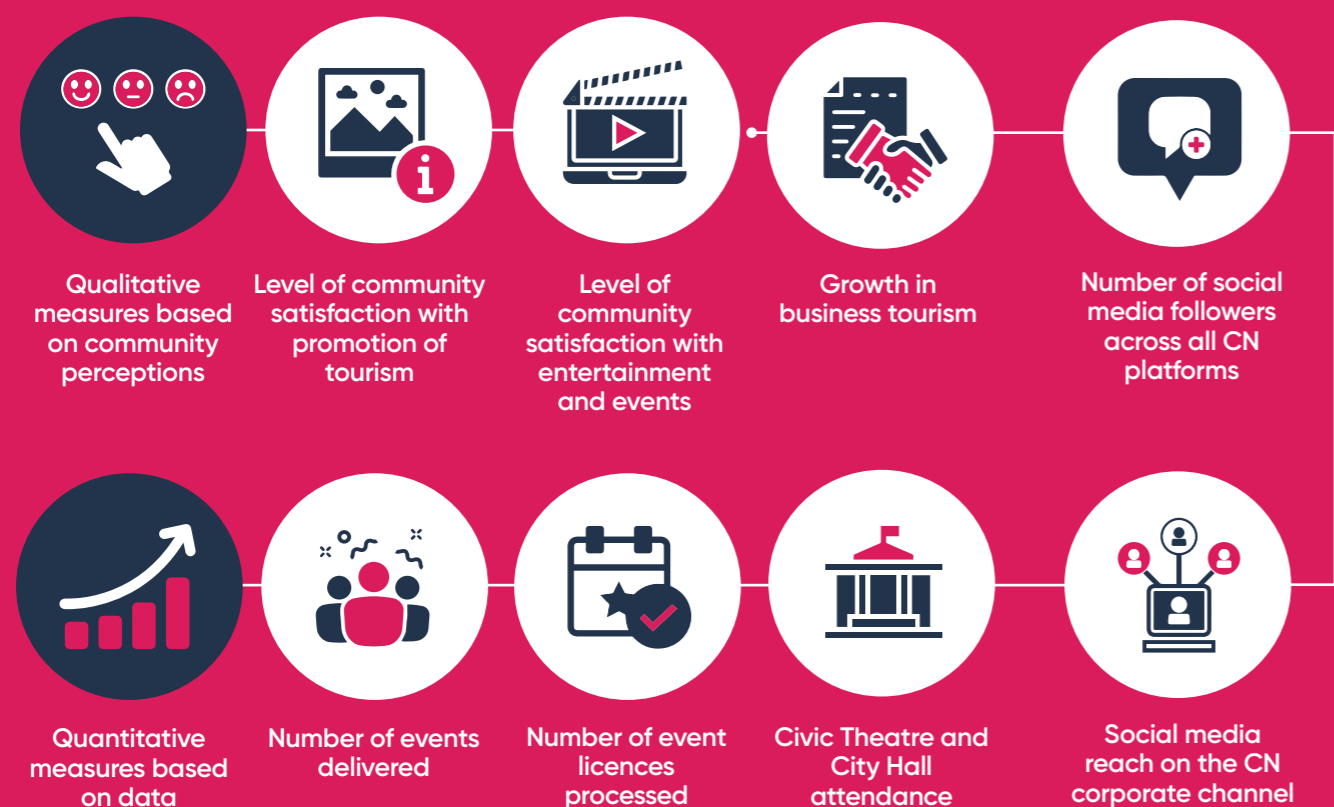 Qualitative
measures based
on community
perceptions
Level of community
satisfaction with
promotion of
tourism
Level of
community
satisfaction with
entertainment
and events
Growth in
business tourism
Number of social
media followers
across all CN
platforms
Quantitative
measures based
on data
Number of events
delivered
Number of event
licences
processed
Civic Theatre and
City Hall
attendance
Social media
reach on the CN
corporate channel